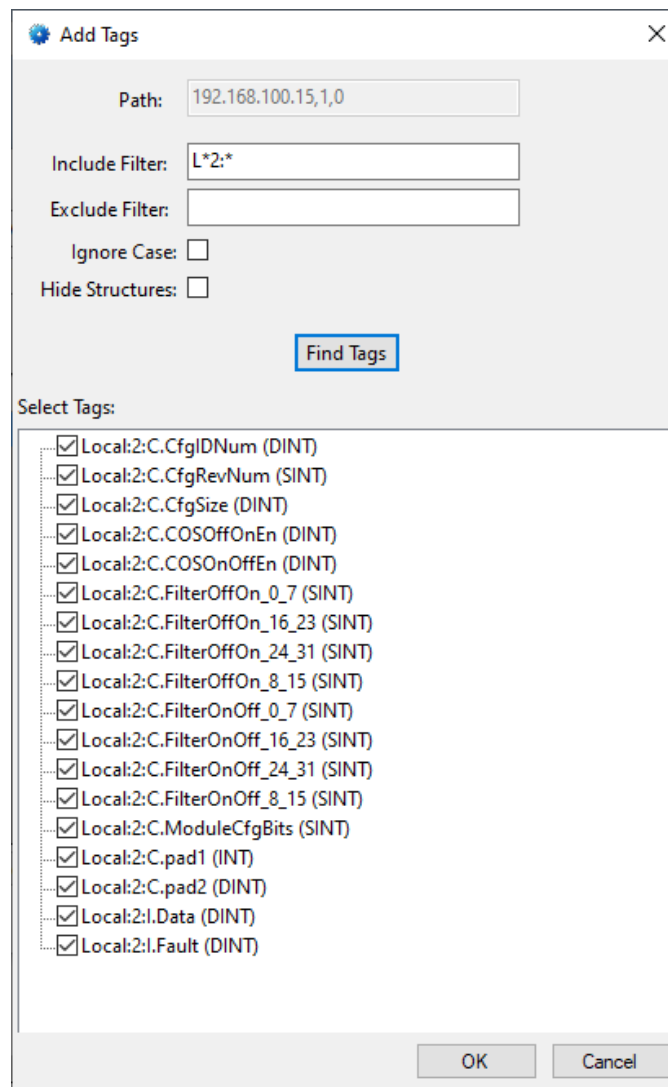 Add Tags
Path: 192.168.100.15,1,0
Include Filter: L*2:*
Exclude Filter:
Ignore Case:
Hide Structures:
Find Tags
Select Tags:
Local:2:C.CfgIDNum (DINT)
Local:2:C.CfgRevNum (SINT)
Local:2:C.CfgSize (DINT)
Local:2:C.COSOffOnEn (DINT)
Local:2:C.COSOnOffEn (DINT)
Local:2:C.FilterOffOn_0_7 (SINT)
Local:2:C.FilterOffOn_16_23 (SINT)
Local:2:C.FilterOffOn_24_31 (SINT)
Local:2:C.FilterOffOn_8_15 (SINT)
Local:2:C.FilterOnOff_0_7 (SINT)
Local:2:C.FilterOnOff_16_23 (SINT)
Local:2:C.FilterOnOff_24_31 (SINT)
Local:2:C.FilterOnOff_8_15 (SINT)
Local:2:C.ModuleCfgBits (SINT)
Local:2:C.pad1 (INT)
Local:2:C.pad2 (DINT)
Local:2:I.Data (DINT)
Local:2:I.Fault (DINT)
OK Cancel